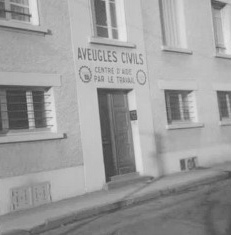 AVEUGLES CIVILS
CENTRE D'AIDE
PAR LE TRAVAIL